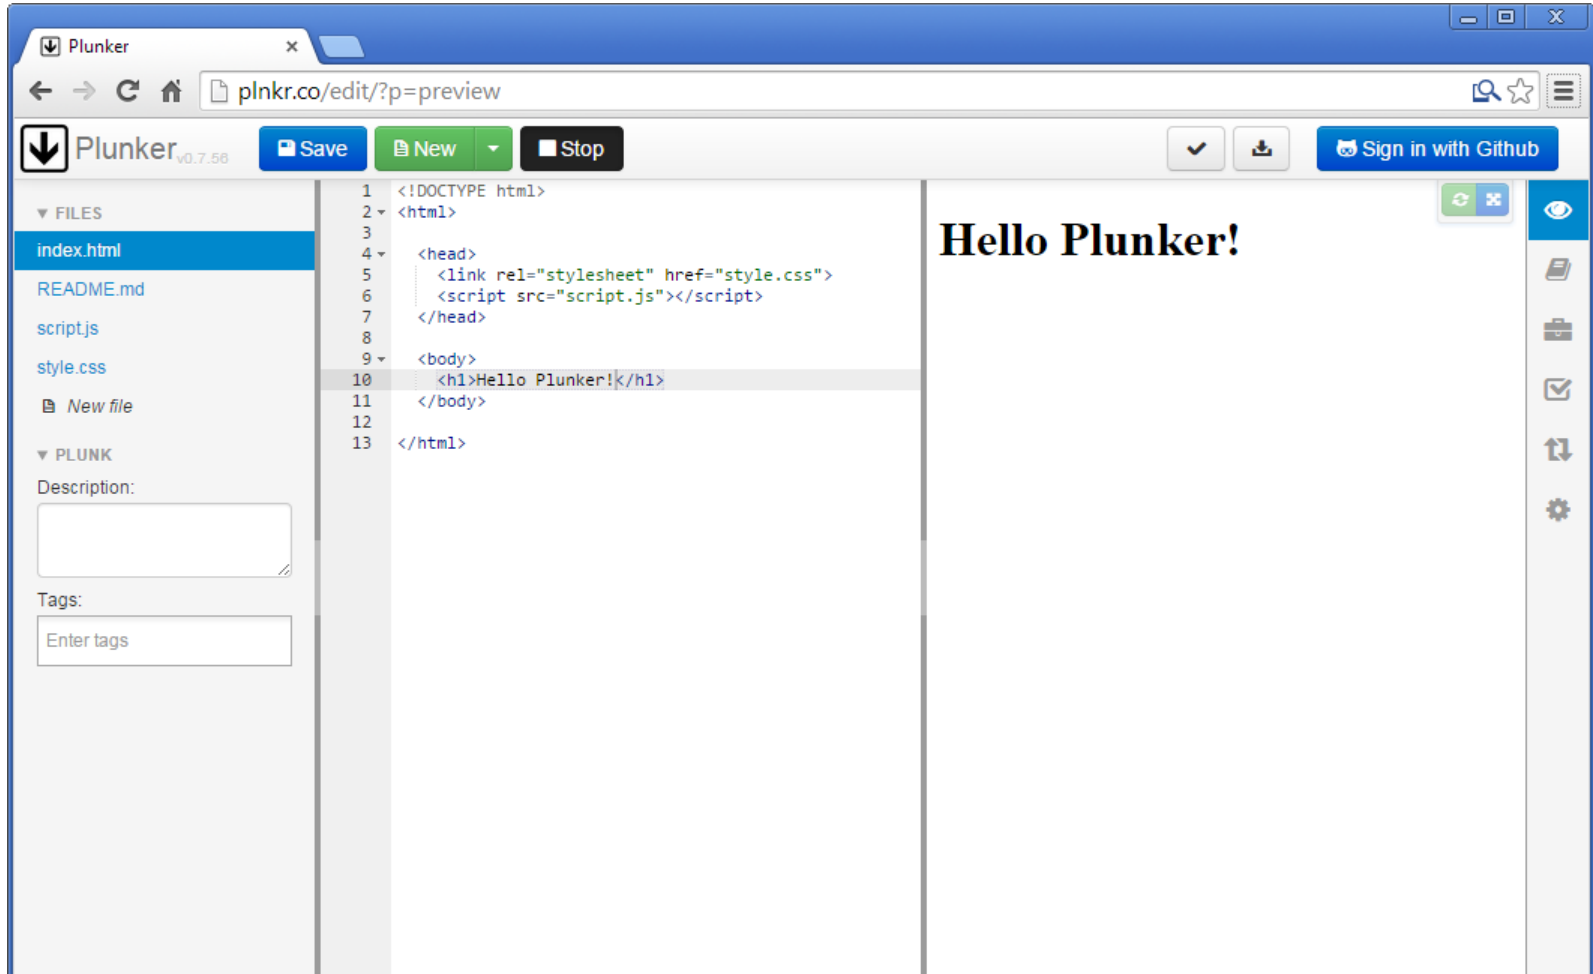 Plunker
plnkr.co/edit/?p=preview
Plunker v0.7.56
Save
New
Stop
Sign in with Github
FILES
index.html
README.md
script.js
style.css
New file
PLUNK
Description:
Tags:
Enter tags
1 <!DOCTYPE html>
2 <html>
3
4 <head>
5 <link rel="stylesheet" href="style.css">
6 <script src="script.js"></script>
7 </head>
8
9 <body>
10 <h1>Hello Plunker!</h1>
11 </body>
12
13 </html>
Hello Plunker!